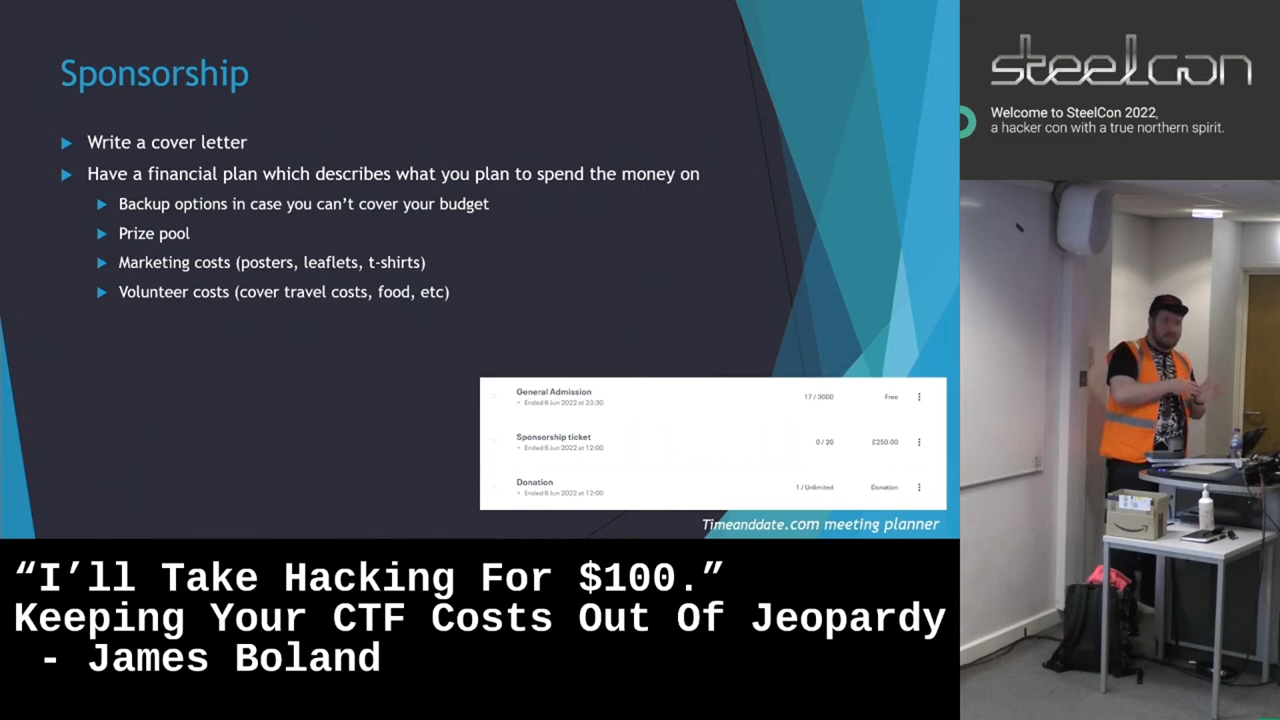 Sponsorship
Write a cover letter
Have a financial plan which describes what you plan to spend the money on
Backup options in case you can't cover your budget
Prize pool
Marketing costs (posters, leaflets, t-shirts)
Volunteer costs (cover travel costs, food, etc)
General Admission 17 / 3000 Free
Ended 6 Jun 2022 at 23:30
Sponsorship ticket 0 / 20 £250.00
Ended 6 Jun 2022 at 12:00
Donation 1 / Unlimited Donation
Ended 6 Jun 2022 at 12:00
Timeanddate.com meeting planner
steelcon
Welcome to SteelCon 2022,
a hacker con with a true northern spirit.
“I’ll Take Hacking For $100.”
Keeping Your CTF Costs Out Of Jeopardy
- James Boland